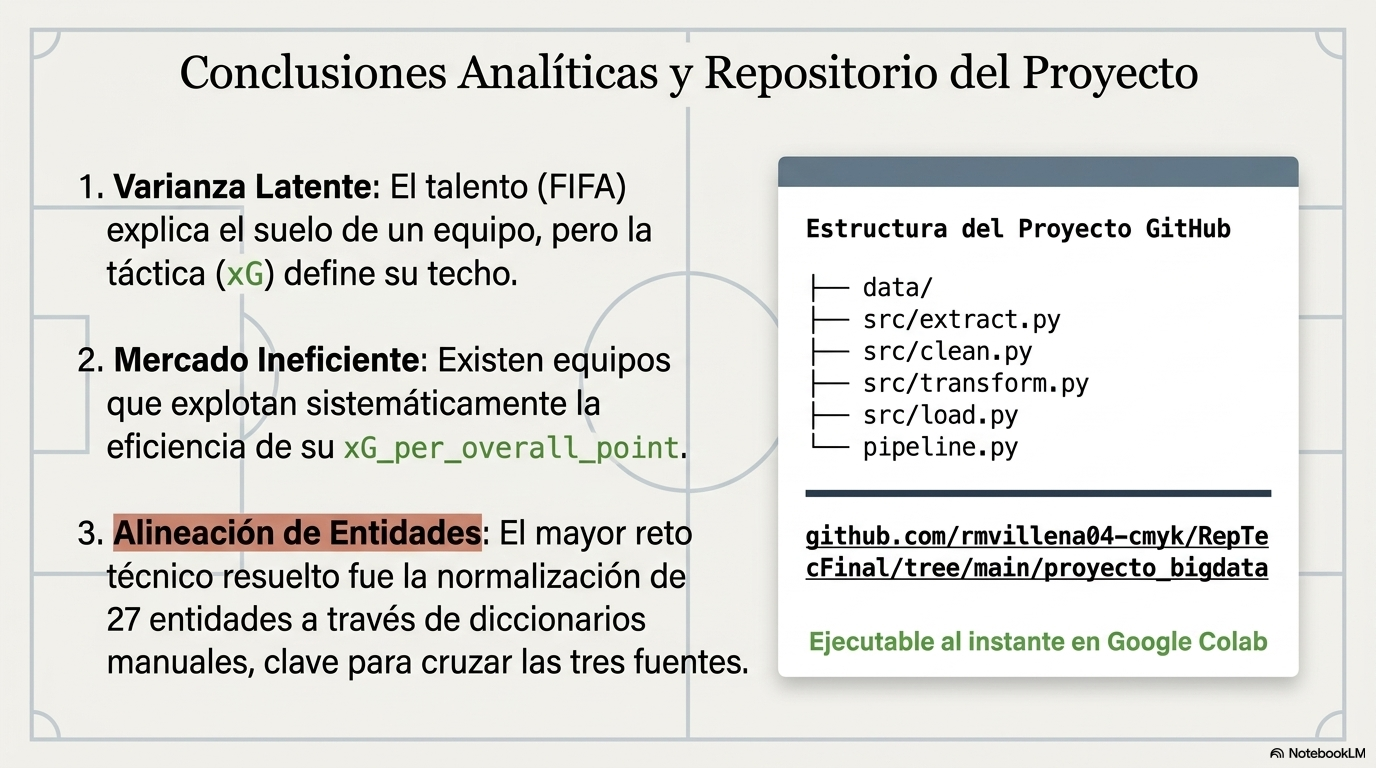 Conclusiones Analíticas y Repositorio del Proyecto
1. Varianza Latente: El talento (FIFA)
explica el suelo de un equipo, pero la
táctica (xG) define su techo.
2. Mercado Ineficiente: Existen equipos
que explotan sistemáticamente la
eficiencia de su xG_per_overall_point.
3. Alineación de Entidades: El mayor reto
técnico resuelto fue la normalización de
27 entidades a través de diccionarios
manuales, clave para cruzar las tres fuentes.
Estructura del Proyecto GitHub
├── data/
├── src/extract.py
├── src/clean.py
├── src/transform.py
├── src/load.py
└── pipeline.py
github.com/rmvillena04-cmyk/RepTe
cFinal/tree/main/proyecto_bigdata
Ejecutable al instante en Google Colab
NotebookLM